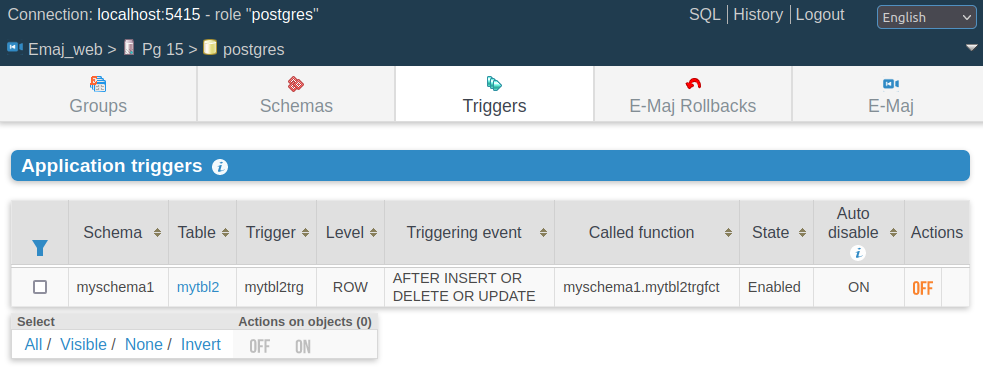 Connection: localhost:5415 - role "postgres"
SQL | History | Logout
English
Emaj_web > Pg 15 > postgres
Groups
Schemas
Triggers
E-Maj Rollbacks
E-Maj
Application triggers
Schema
Table
Trigger
Level
Triggering event
Called function
State
Auto
disable
Actions
myschema1
mytbl2
mytbl2trg
ROW
AFTER INSERT OR
DELETE OR UPDATE
myschema1.mytbl2trgfct
Enabled
ON
OFF
Select
Actions on objects (0)
All / Visible / None / Invert
OFF ON